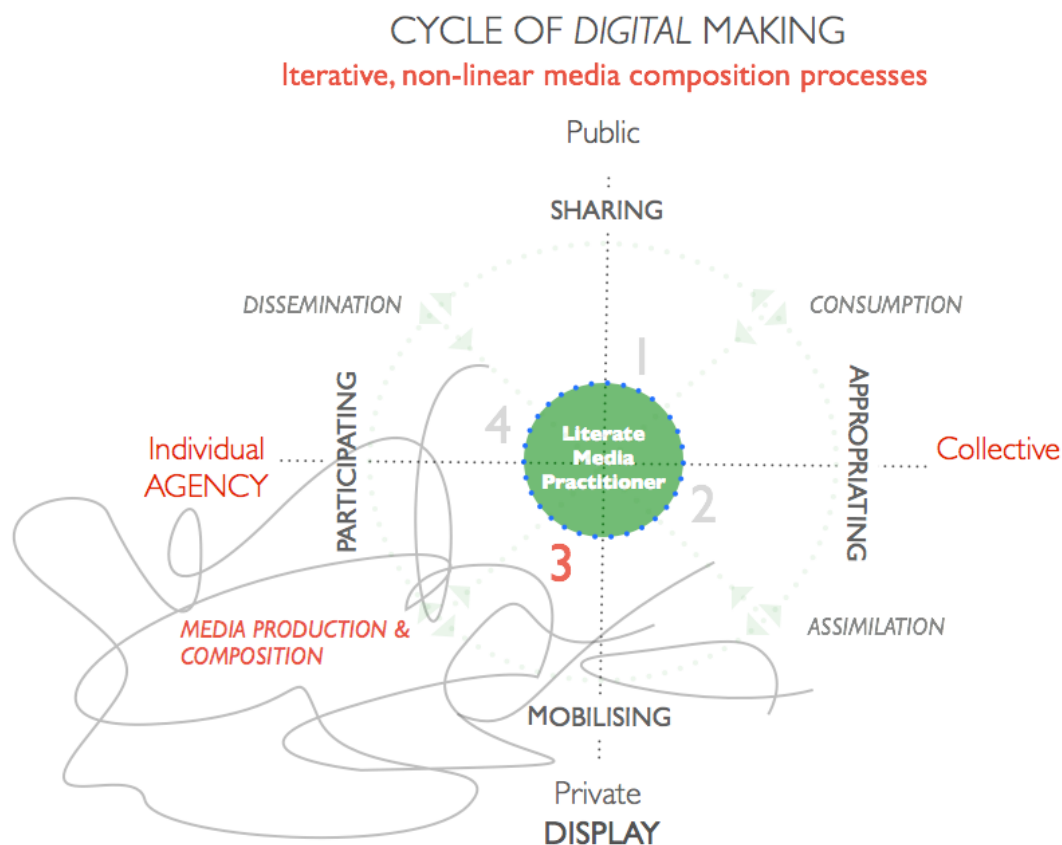 CYCLE OF DIGITAL MAKING
Iterative, non-linear media composition processes
Public
SHARING
DISSEMINATION
CONSUMPTION
1
PARTICIPATING
APPROPRIATING
4
Literate
Media
Practitioner
Individual
AGENCY
Collective
2
3
MEDIA PRODUCTION &
COMPOSITION
ASSIMILATION
MOBILISING
Private
DISPLAY